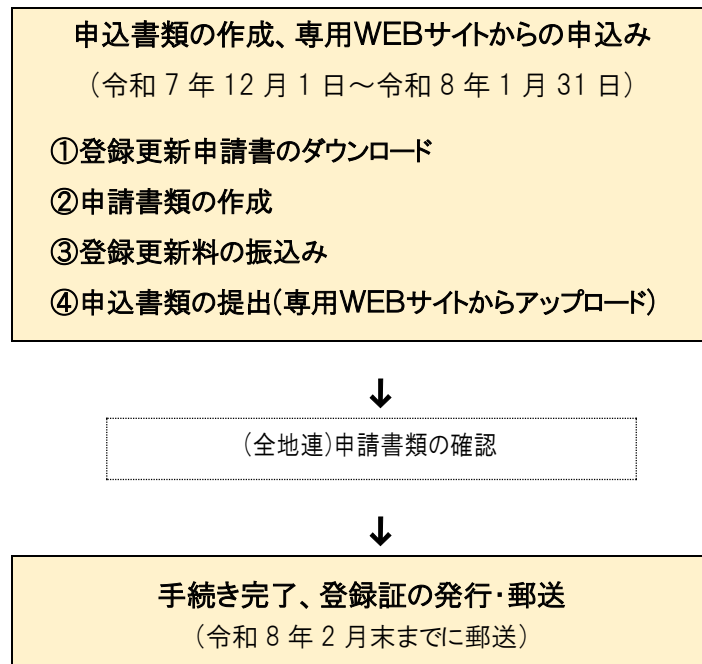 申込書類の作成、専用WEBサイトからの申込み
（令和 7 年 12 月 1 日～令和 8 年 1 月 31 日）
①登録更新申請書のダウンロード
②申請書類の作成
③登録更新料の振込み
④申込書類の提出(専用WEBサイトからアップロード)
↓
(全地連)申請書類の確認
↓
手続き完了、登録証の発行・郵送
（令和 8 年 2 月末までに郵送）